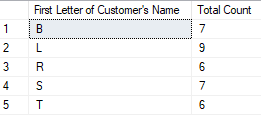 First Letter of Customer's Name Total Count
1 B 7
2 L 9
3 R 6
4 S 7
5 T 6